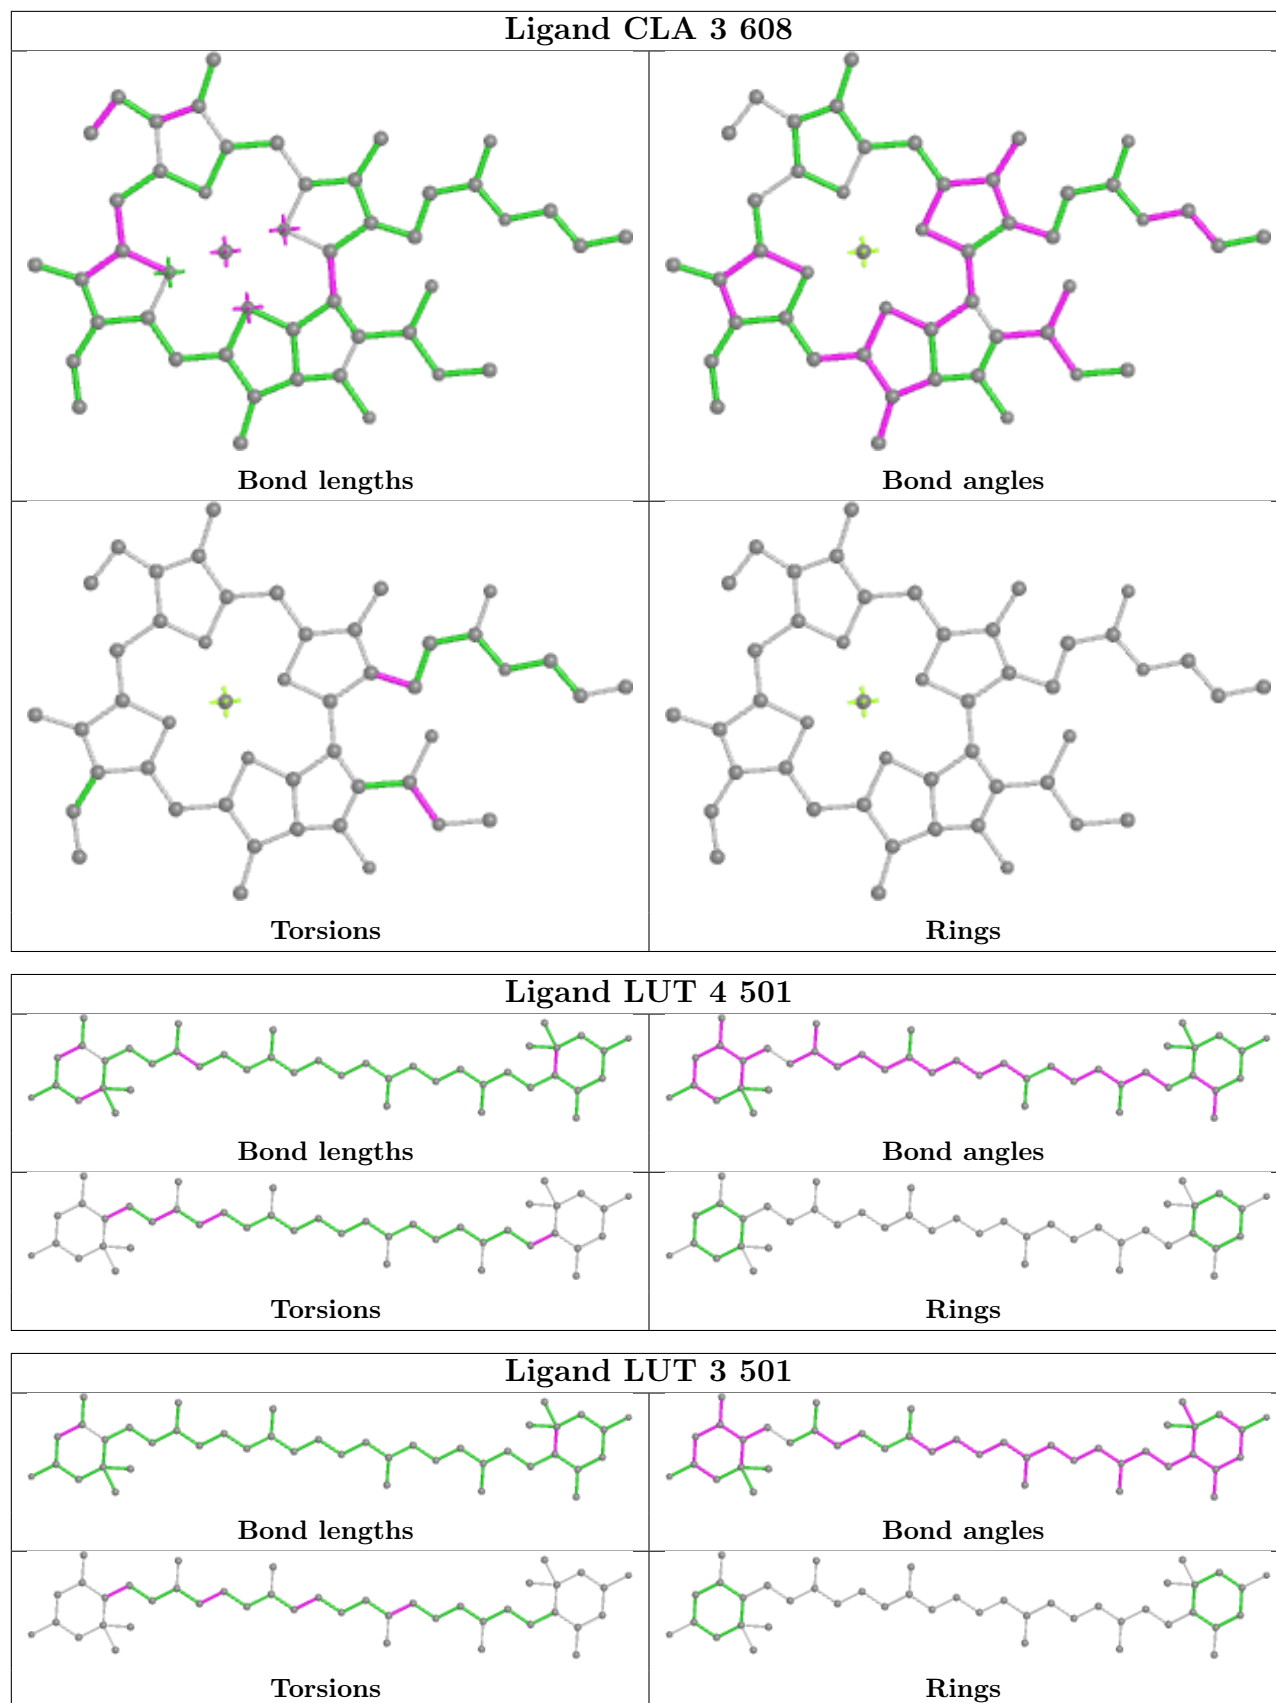 Ligand CLA 3 608
Bond lengths
Bond angles
Torsions
Rings
Ligand LUT 4 501
Bond lengths
Bond angles
Torsions
Rings
Ligand LUT 3 501
Bond lengths
Bond angles
Torsions
Rings